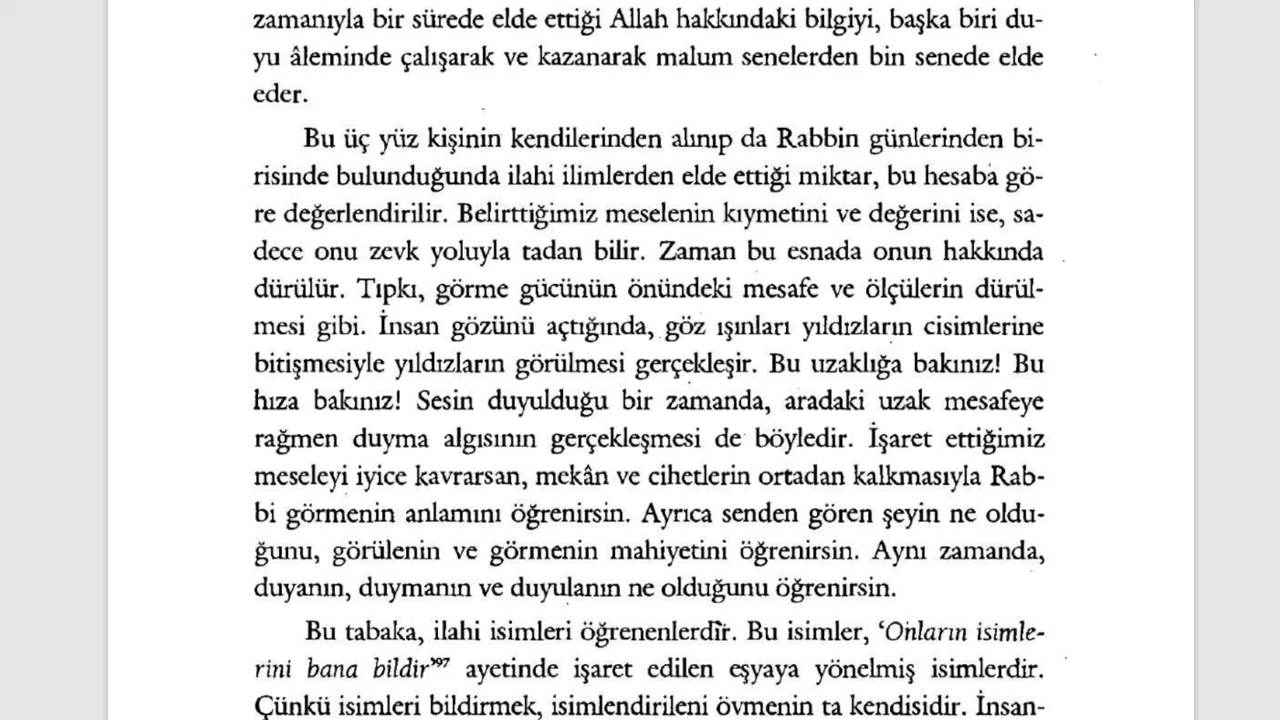 zamanıyla bir sürede elde ettiği Allah hakkındaki bilgiyi, başka biri du-
yu âleminde çalışarak ve kazanarak malum senelerden bin senede elde
eder.
Bu üç yüz kişinin kendilerinden alınıp da Rabbin günlerinden bi-
risinde bulunduğunda ilahi ilimlerden elde ettiği miktar, bu hesaba gö-
re değerlendirilir. Belirttiğimiz meselenin kıymetini ve değerini ise, sa-
dece onu zevk yoluyla tadan bilir. Zaman bu esnada onun hakkında
dürülür. Tıpkı, görme gücünün önündeki mesafe ve ölçülerin dürül-
mesi gibi. İnsan gözünü açtığında, göz ışınları yıldızların cisimlerine
bitişmesiyle yıldızların görülmesi gerçekleşir. Bu uzaklığa bakınız! Bu
hıza bakınız! Sesin duyulduğu bir zamanda, aradaki uzak mesafeye
rağmen duyma algısının gerçekleşmesi de böyledir. İşaret ettiğimiz
meseleyi iyice kavrarsan, mekân ve cihetlerin ortadan kalkmasıyla Rab-
bi görmenin anlamını öğrenirsin. Ayrıca senden gören şeyin ne oldu-
ğunu, görülenin ve görmenin mahiyetini öğrenirsin. Aynı zamanda,
duyanın, duymanın ve duyulanın ne olduğunu öğrenirsin.
Bu tabaka, ilahi isimleri öğrenenlerdir. Bu isimler, ‘Onların isimle-
rini bana bildir’⁹⁷ ayetinde işaret edilen eşyaya yönelmiş isimlerdir.
Çünkü isimleri bildirmek, isimlendirileni övmenin ta kendisidir. İnsan-